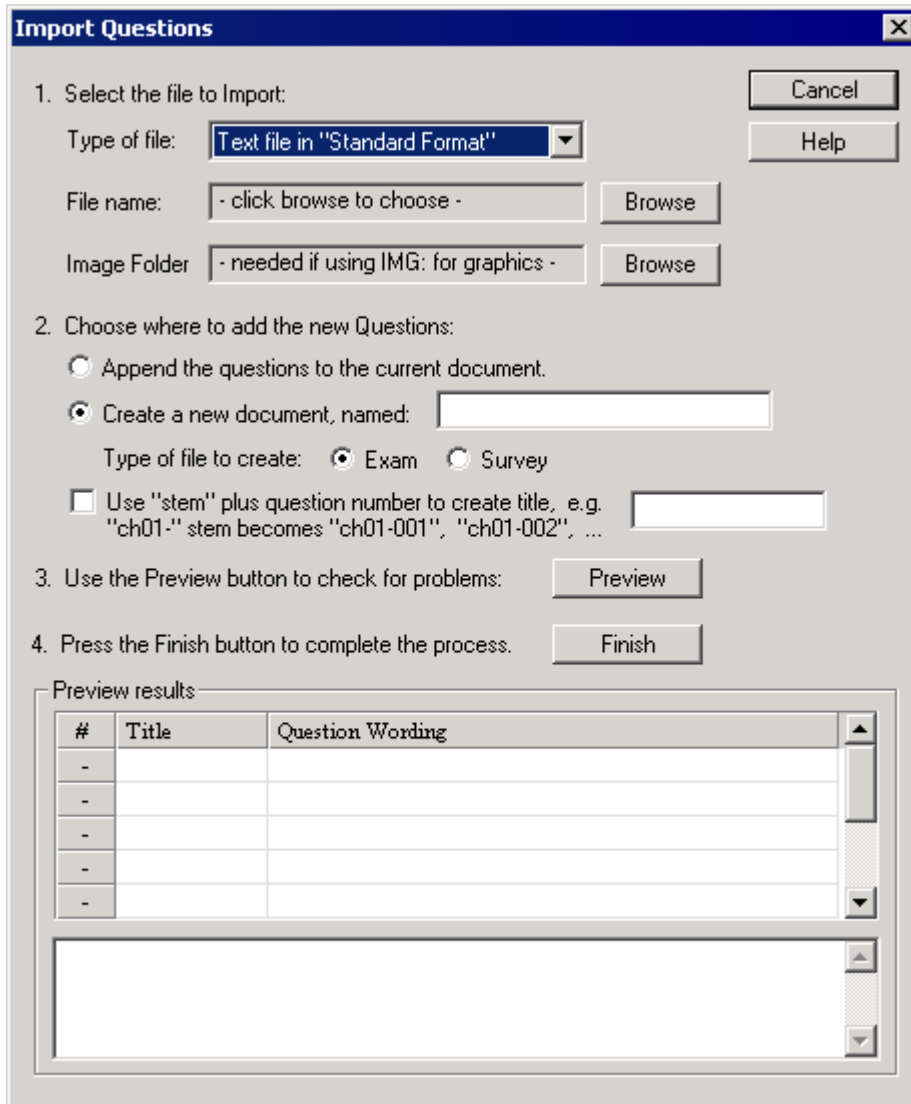 Import Questions
1. Select the file to Import:
Cancel
Type of file: Text file in "Standard Format"
Help
File name: - click browse to choose - Browse
Image Folder - needed if using IMG: for graphics - Browse
2. Choose where to add the new Questions:
Append the questions to the current document.
Create a new document, named:
Type of file to create: Exam Survey
Use "stem" plus question number to create title, e.g.
"ch01-" stem becomes "ch01-001", "ch01-002", ...
3. Use the Preview button to check for problems: Preview
4. Press the Finish button to complete the process. Finish
Preview results
# Title Question Wording
-
-
-
-
-